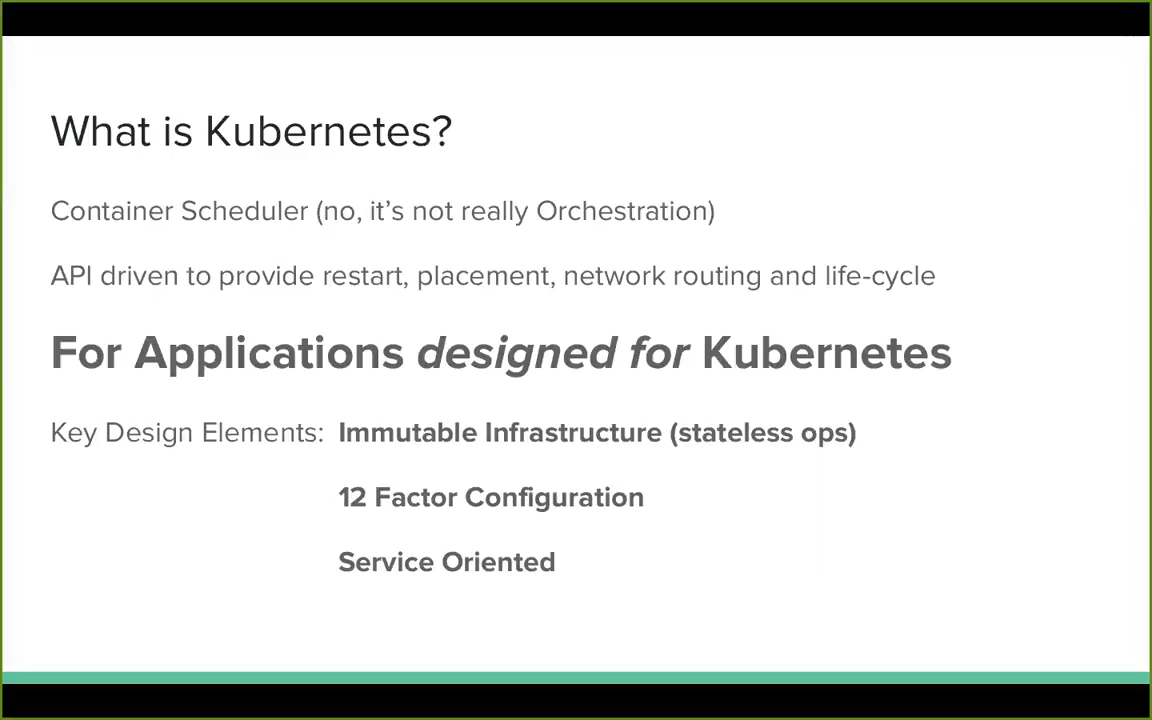 What is Kubernetes?
Container Scheduler (no, it’s not really Orchestration)
API driven to provide restart, placement, network routing and life-cycle
For Applications designed for Kubernetes
Key Design Elements: Immutable Infrastructure (stateless ops)
12 Factor Configuration
Service Oriented